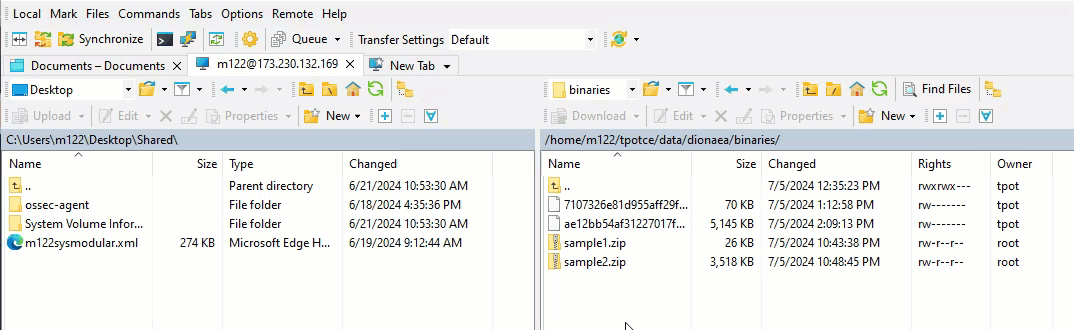 Local Mark Files Commands Tabs Options Remote Help
Synchronize Queue Transfer Settings Default
Documents – Documents m122@173.230.132.169 New Tab
Desktop binaries Find Files
Upload Edit Properties New Download Edit Properties New
C:\Users\m122\Desktop\Shared\ /home/m122/tpotce/data/dionaea/binaries/
Name Size Type Changed Name Size Changed Rights Owner
.. Parent directory 6/21/2024 10:53:30 AM .. 7/5/2024 12:35:23 PM rwxrwx--- tpot
ossec-agent File folder 6/18/2024 4:35:36 PM 7107326e81d955aff29f... 70 KB 7/5/2024 1:12:58 PM rw------- tpot
System Volume Infor... File folder 6/21/2024 10:53:30 AM ae12bb54af31227017f... 5,145 KB 7/5/2024 2:09:13 PM rw------- tpot
m122sysmodular.xml 274 KB Microsoft Edge H... 6/19/2024 9:12:44 AM sample1.zip 26 KB 7/5/2024 10:43:38 PM rw-r--r-- root
sample2.zip 3,518 KB 7/5/2024 10:48:45 PM rw-r--r-- root